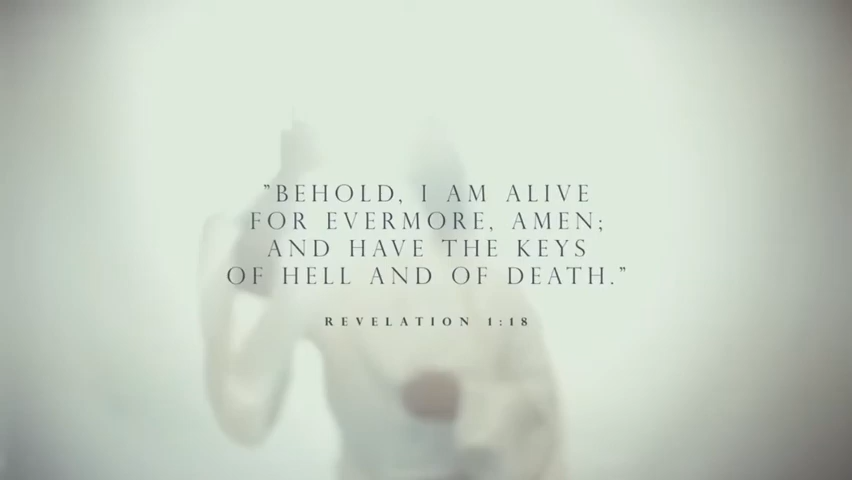 "BEHOLD, I AM ALIVE
FOR EVERMORE, AMEN;
AND HAVE THE KEYS
OF HELL AND OF DEATH."
REVELATION 1:18